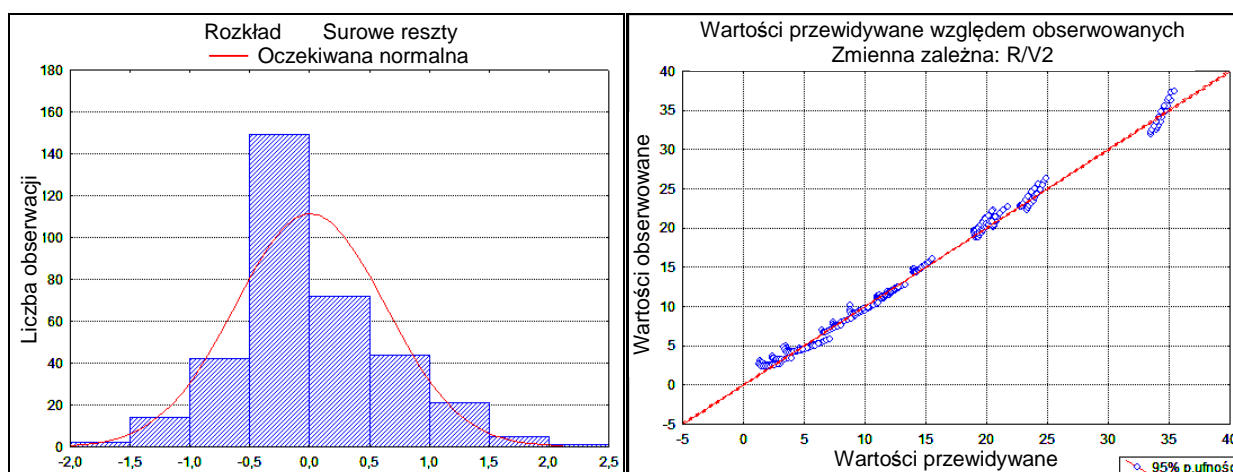 Rozkład Surowe reszty
Oczekiwana normalna
Liczba obserwacji
180
160
140
120
100
80
60
40
20
0
-2,0 -1,5 -1,0 -0,5 0,0 0,5 1,0 1,5 2,0 2,5
Wartości przewidywane względem obserwowanych
Zmienna zależna: R/V2
Wartości obserwowane
40
35
30
25
20
15
10
5
0
-5
-5 0 5 10 15 20 25 30 35 40
Wartości przewidywane
95% p.ufnośc